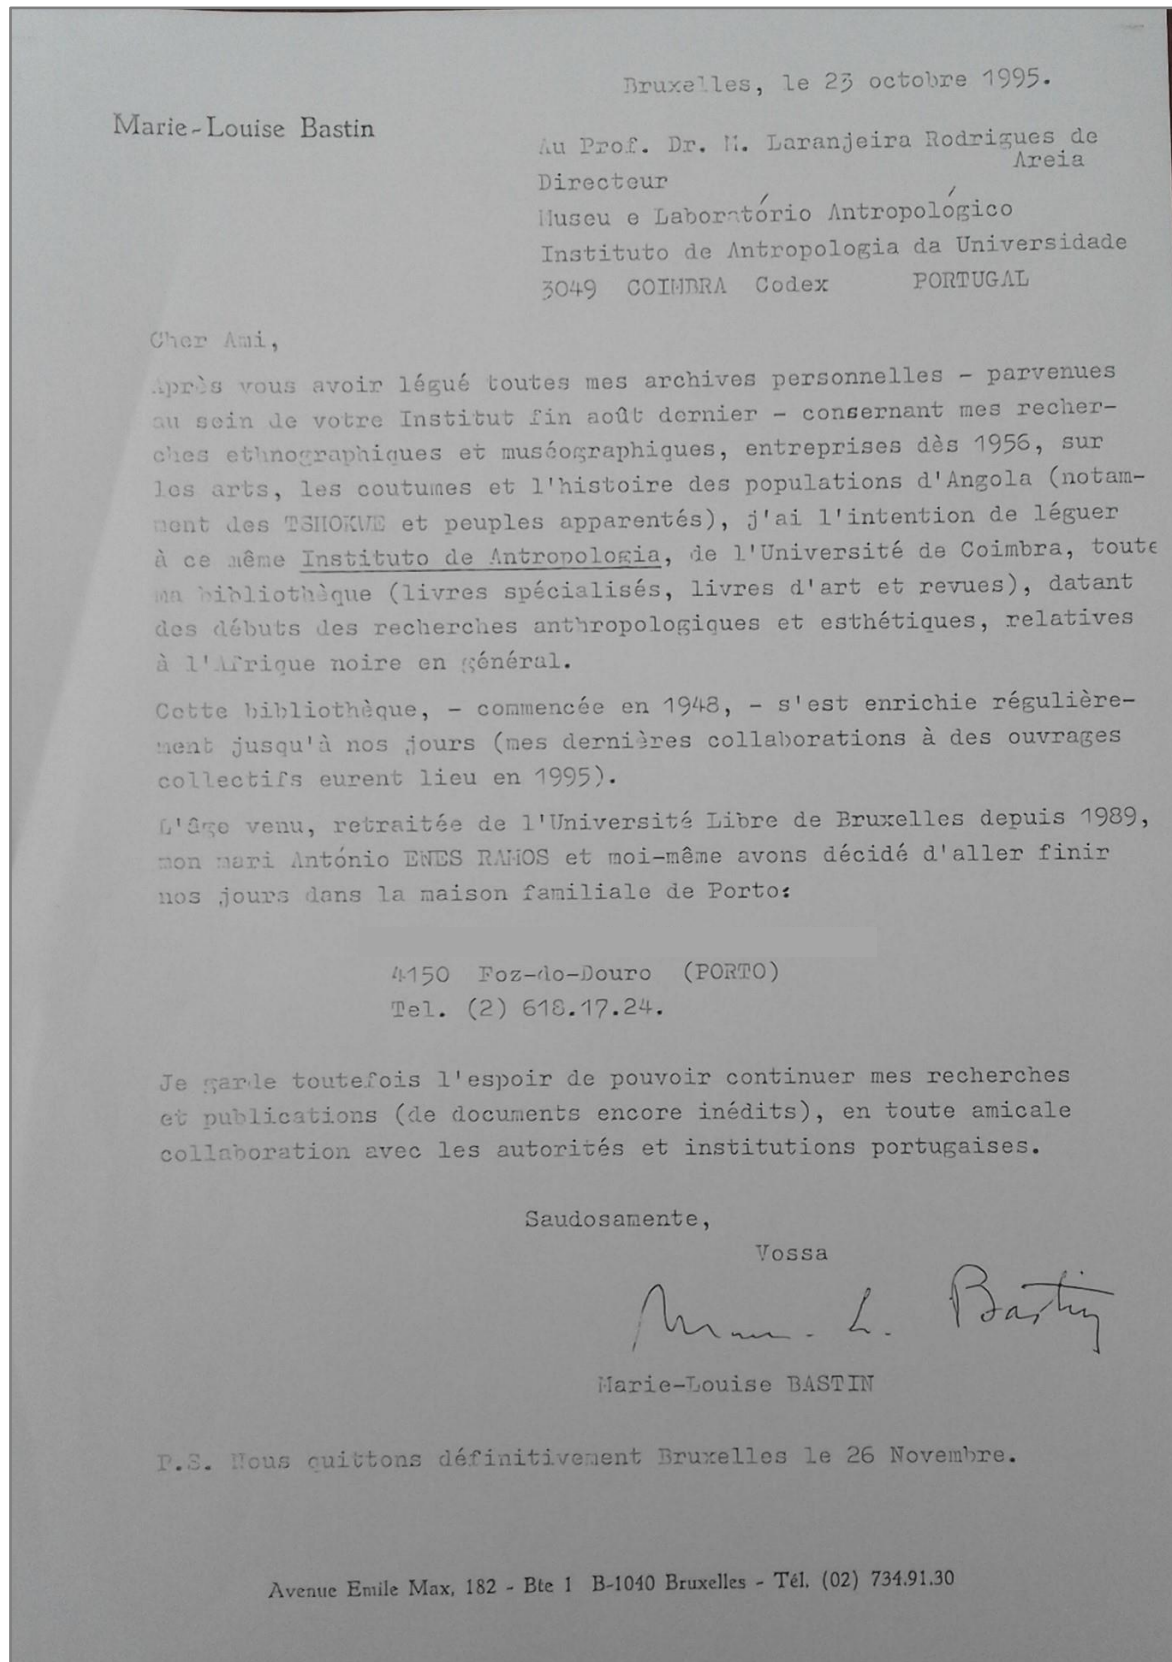 Bruxelles, le 23 octobre 1995.
Marie-Louise Bastin
Au Prof. Dr. M. Laranjeira Rodrigues de
Areia
Directeur
Museu e Laboratório Antropológico
Instituto de Antropologia da Universidade
3049 COIMBRA Codex PORTUGAL
Cher Ami,
Après vous avoir légué toutes mes archives personnelles - parvenues
au sein de votre Institut fin août dernier - consernant mes recher-
ches ethnographiques et muséographiques, entreprises dès 1956, sur
les arts, les coutumes et l'histoire des populations d'Angola (notam-
ment des TSHOKWE et peuples apparentés), j'ai l'intention de léguer
à ce même Instituto de Antropologia, de l'Université de Coimbra, toute
ma bibliothèque (livres spécialisés, livres d'art et revues), datant
des débuts des recherches anthropologiques et esthétiques, relatives
à l'Afrique noire en général.
Cette bibliothèque, - commencée en 1948, - s'est enrichie régulière-
ment jusqu'à nos jours (mes dernières collaborations à des ouvrages
collectifs eurent lieu en 1995).
L'âge venu, retraitée de l'Université Libre de Bruxelles depuis 1989,
mon mari António ENES RAMOS et moi-même avons décidé d'aller finir
nos jours dans la maison familiale de Porto:
4150 Foz-do-Douro (PORTO)
Tel. (2) 618.17.24.
Je garde toutefois l'espoir de pouvoir continuer mes recherches
et publications (de documents encore inédits), en toute amicale
collaboration avec les autorités et institutions portugaises.
Saudosamente,
Vossa
Marie-L. Bastin
Marie-Louise BASTIN
P.S. Nous quittons définitivement Bruxelles le 26 Novembre.
Avenue Emile Max, 182 - Bte 1 B-1040 Bruxelles - Tél. (02) 734.91.30